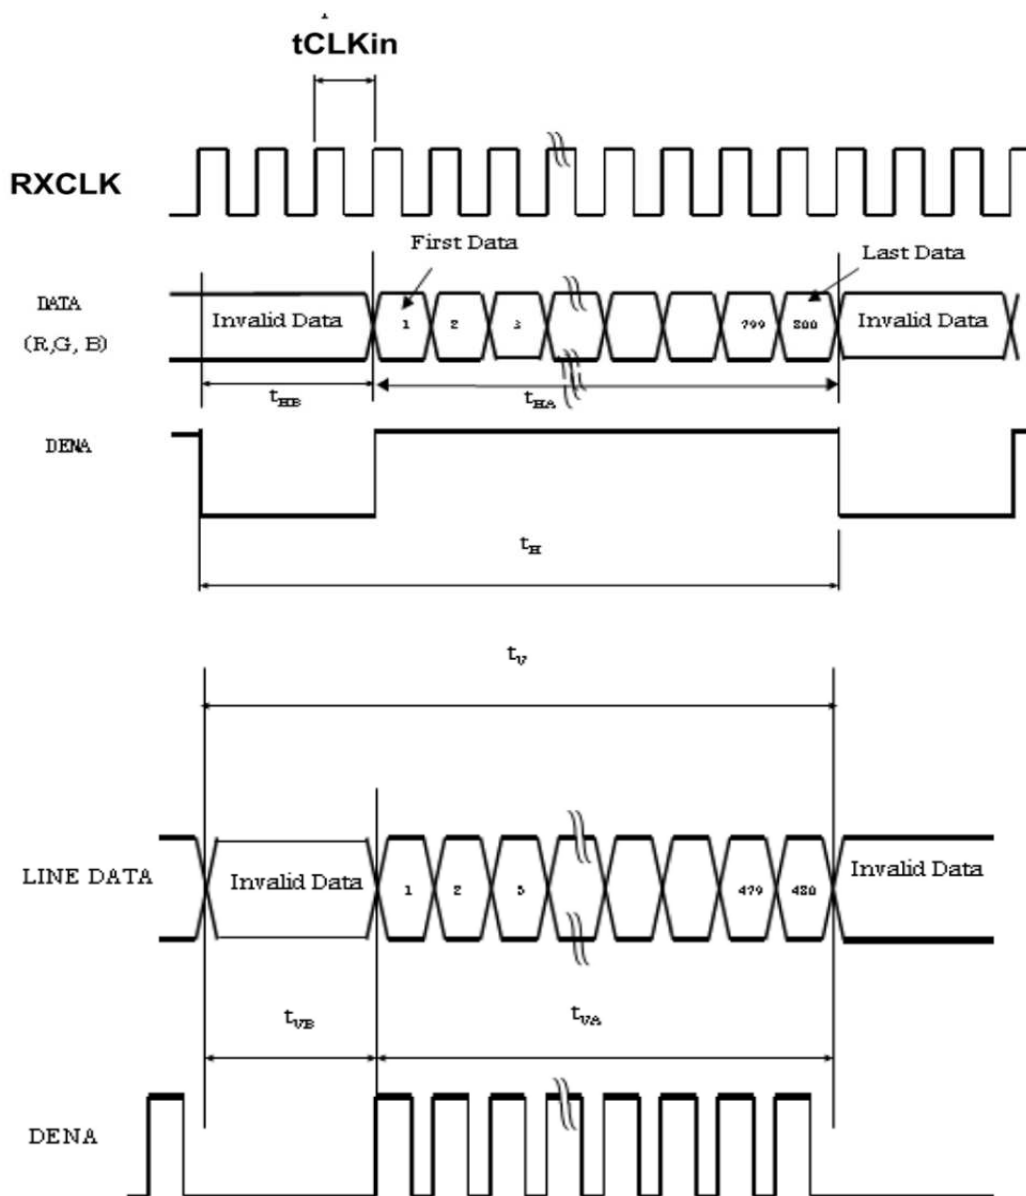 tCLKin
RXCLK
First Data
Last Data
DATA
(R,G, B)
Invalid Data
1 2 3 799 800
Invalid Data
tHB
tHA
DENA
tH
tV
LINE DATA
Invalid Data
1 2 3 479 480
Invalid Data
tVB
tVA
DENA